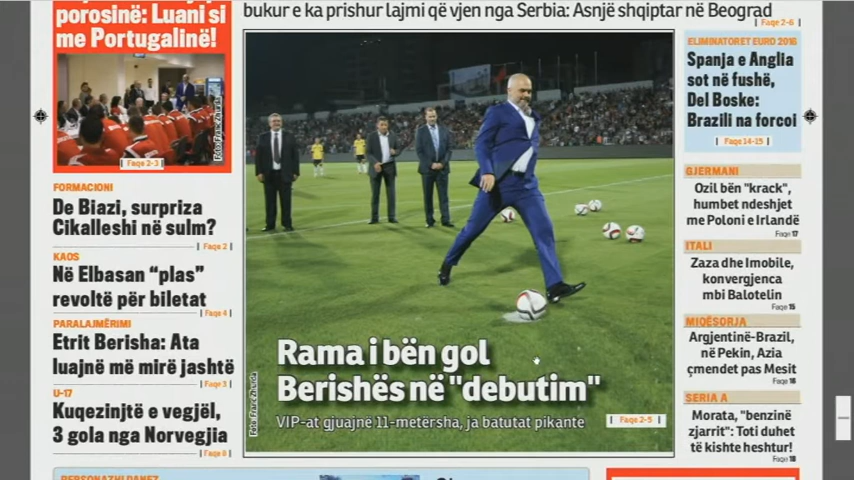 porosinë: Luani si
me Portugalinë!
Faqe 2-3
FORMACIONI
De Biazi, surpriza
Cikalleshi në sulm?
Faqe 2
KAOS
Në Elbasan "plas"
revoltë për biletat
Faqe 4
PARALAJMËRIMI
Etrit Berisha: Ata
luajnë më mirë jashtë
Faqe 3
U-17
Kuqezinjtë e vegjël,
3 gola nga Norvegjia
Faqe 8
bukur e ka prishur lajmi që vjen nga Serbia: Asnjë shqiptar në Beograd
Faqe 2-6
Rama i bën gol
Berishës në "debutim"
VIP-at gjuajnë 11-metersha, ja batutat pikante
Faqe 2-5
ELIMINATORET EURO 2016
Spanja e Anglia
sot në fushë,
Del Boske:
Brazili na forcoi
Faqe 14-15
GJERMANI
Ozil bën "krack",
humbet ndeshjet
me Poloni e Irlandë
Faqe 17
ITALI
Zaza dhe Imobile,
konvergjenca
mbi Balotelin
Faqe 15
MIQËSORJA
Argjentinë-Brazil,
në Pekin, Azia
çmendet pas Mesit
Faqe 16
SERIA A
Morata, "benzinë
zjarrit": Toti duhet
të kishte heshtur!
Faqe 18
PERSONAZHI DANEZ